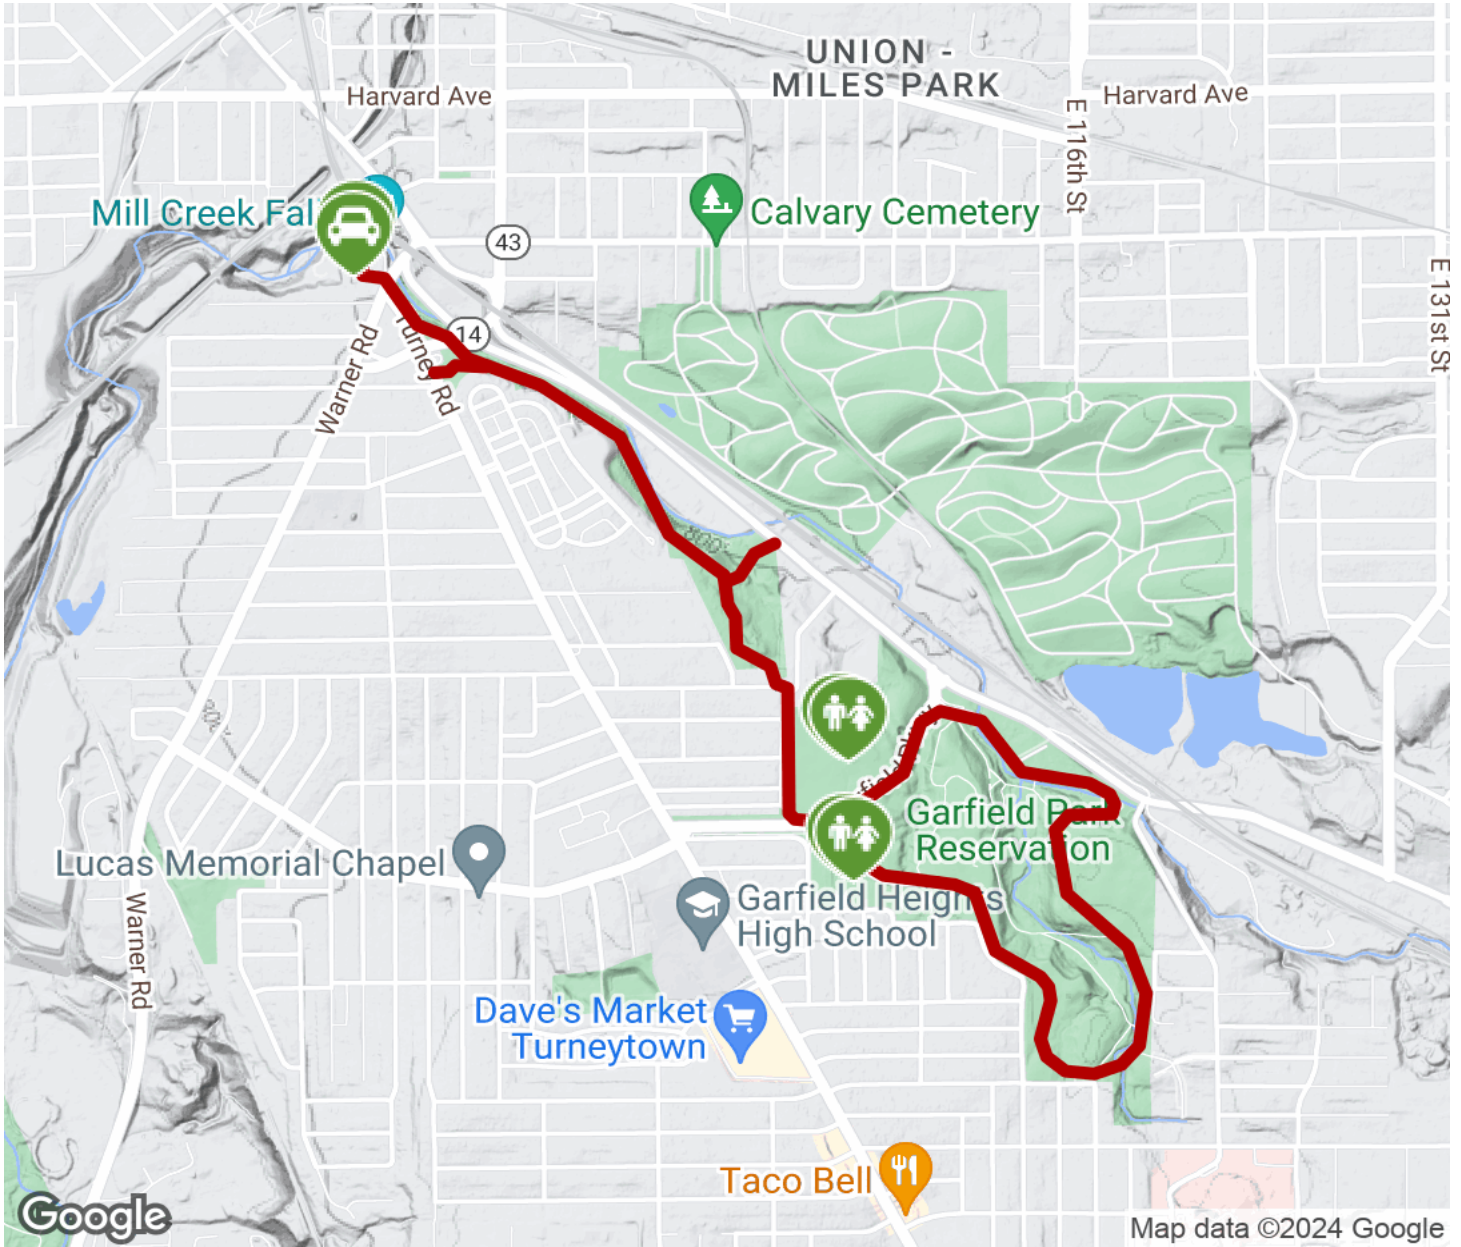 UNION -
MILES PARK
Harvard Ave
Harvard Ave
E 116th St
Mill Creek Fal
Calvary Cemetery
43
E 131st St
14
Turney Rd
Warner Rd
800
800
Garfield Park
Reservation
Lucas Memorial Chapel
Garfield Heights
High School
Warner Rd
Dave's Market
Turneytown
Taco Bell
Google
Map data ©2024 Google